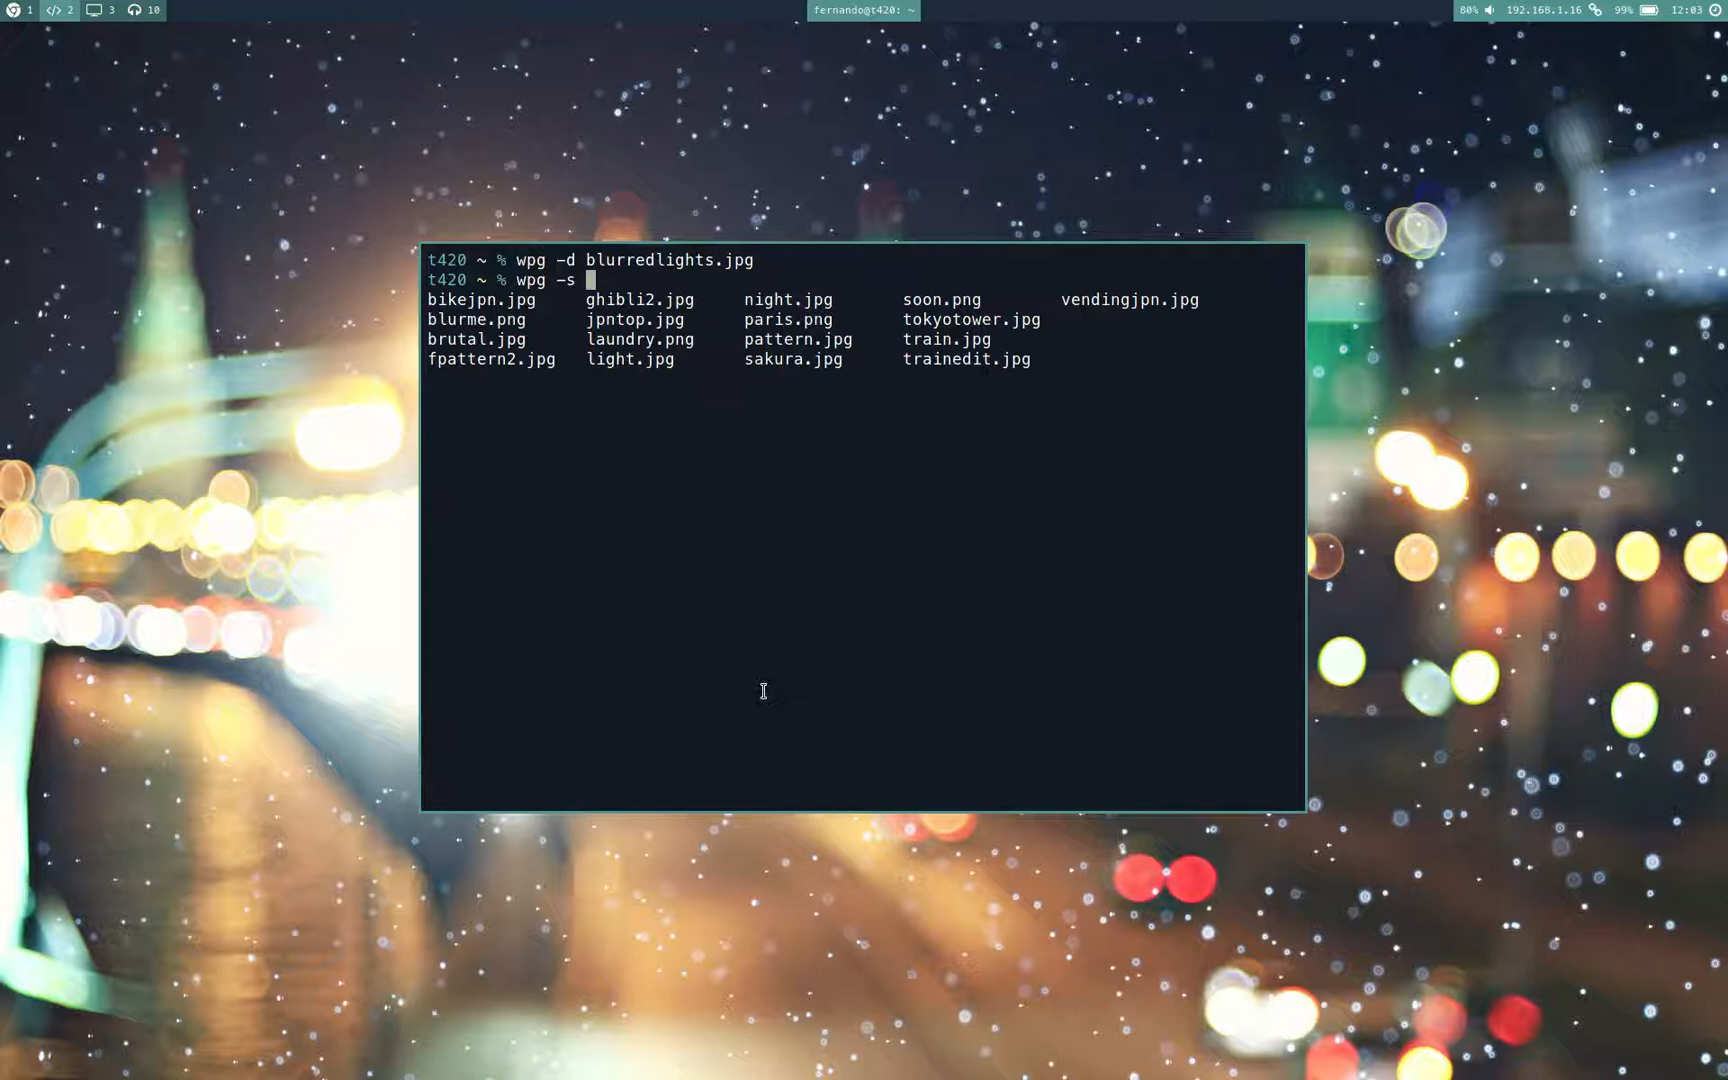 1 </> 2 3 10 fernando@t420: ~ 80% 192.168.1.16 99% 12:03
t420 ~ % wpg -d blurredlights.jpg
t420 ~ % wpg -s
bikejpn.jpg ghibli2.jpg night.jpg soon.png vendingjpn.jpg
blurme.png jpntop.jpg paris.png tokyotower.jpg
brutal.jpg laundry.png pattern.jpg train.jpg
fpattern2.jpg light.jpg sakura.jpg trainedit.jpg